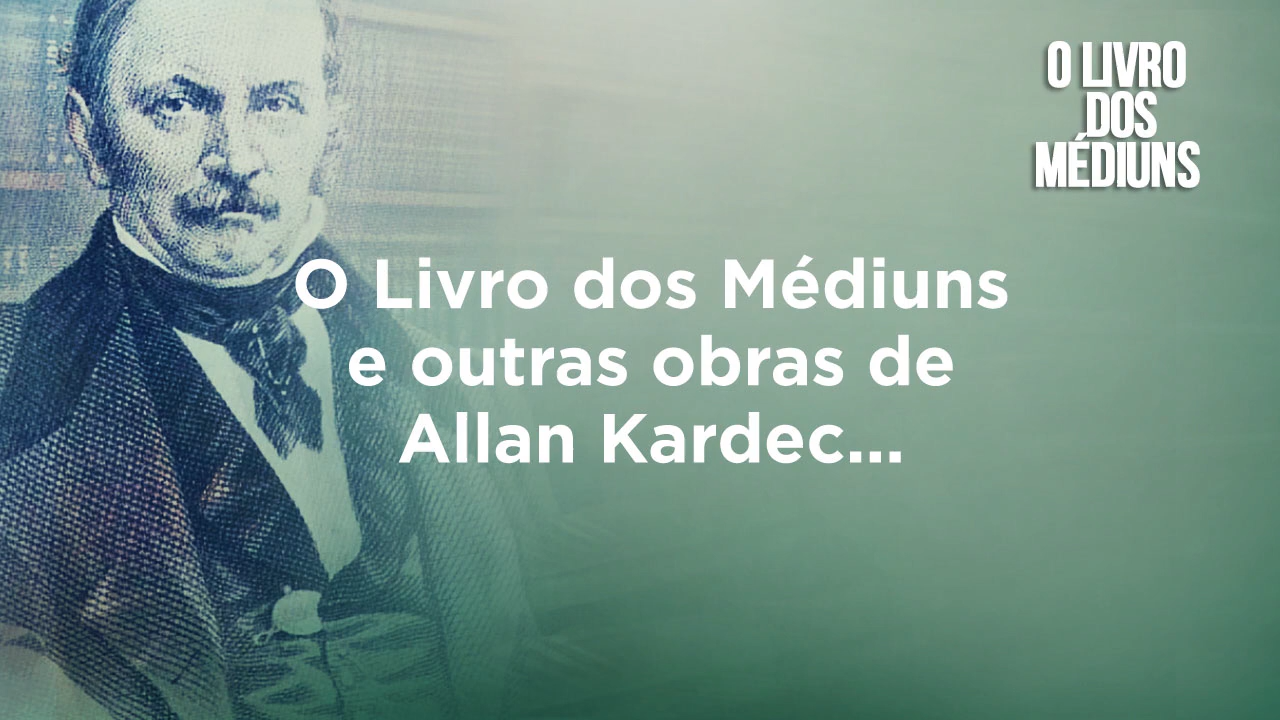 O LIVRO
DOS
MÉDIUNS
O Livro dos Médiuns
e outras obras de
Allan Kardec...